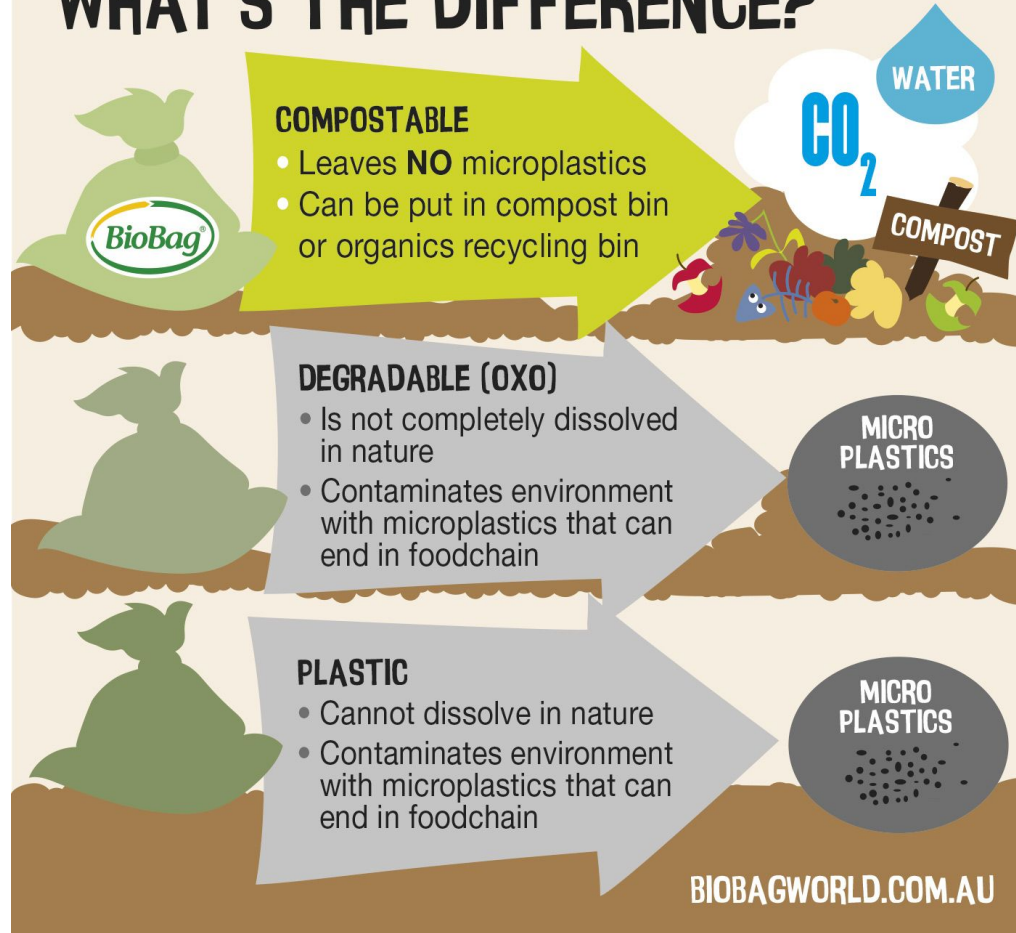 WHAT'S THE DIFFERENCE?
COMPOSTABLE
• Leaves NO microplastics
• Can be put in compost bin
or organics recycling bin
BioBag®
WATER
CO2
COMPOST
DEGRADABLE (OXO)
• Is not completely dissolved
in nature
• Contaminates environment
with microplastics that can
end in foodchain
MICRO
PLASTICS
PLASTIC
• Cannot dissolve in nature
• Contaminates environment
with microplastics that can
end in foodchain
MICRO
PLASTICS
BIOBAGWORLD.COM.AU